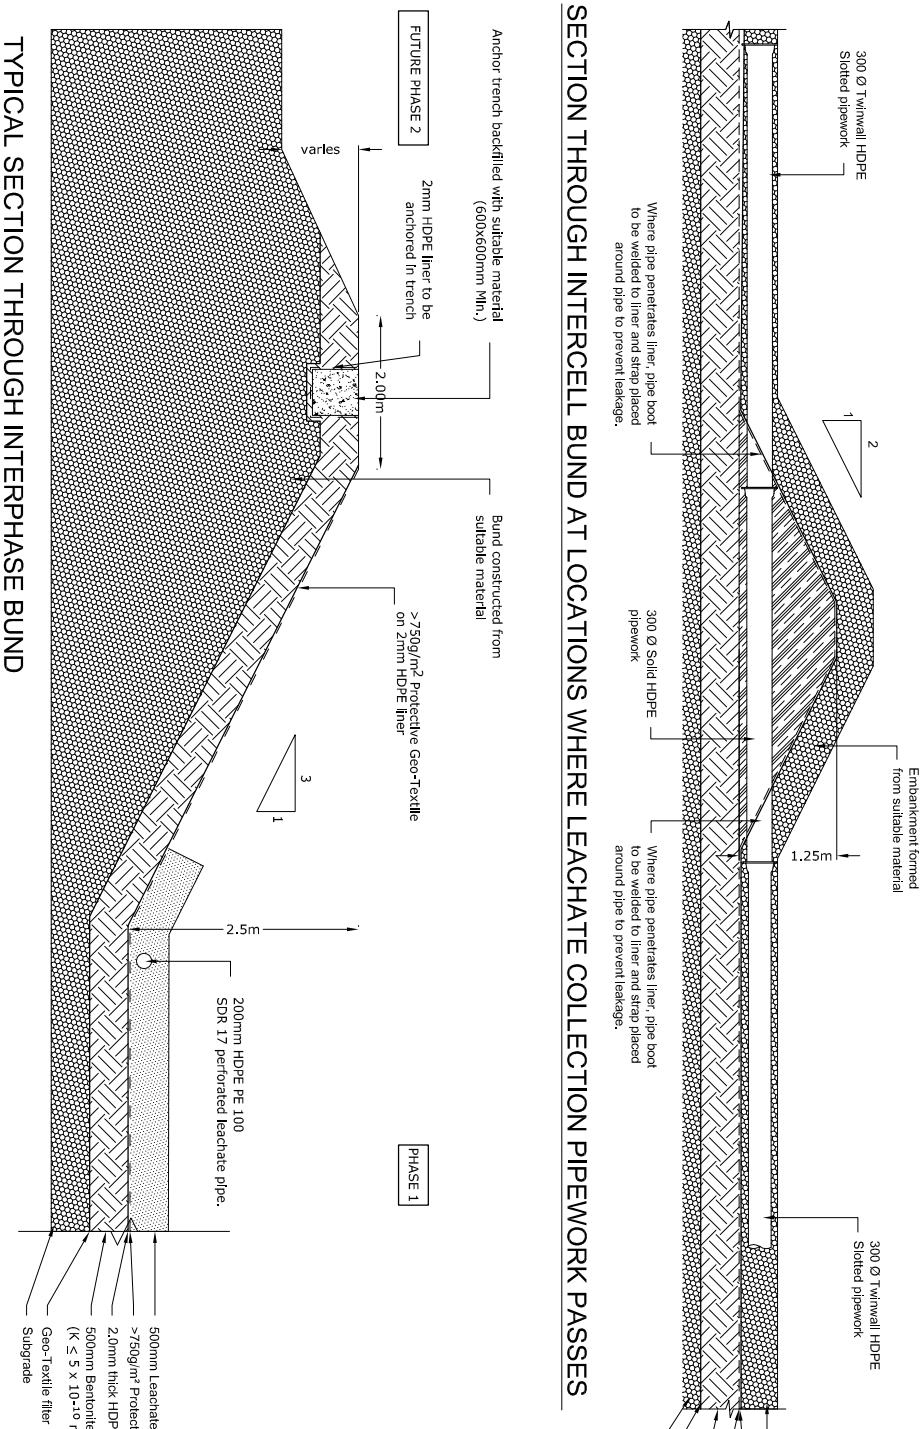 300 Ø Twinwall HDPE
Slotted pipework
Where pipe penetrates liner, pipe boot
to be welded to liner and strap placed
around pipe to prevent leakage.
1
2
300 Ø Solid HDPE
pipework
Embankment formed
from suitable material
1.25m
Where pipe penetrates liner, pipe boot
to be welded to liner and strap placed
around pipe to prevent leakage.
300 Ø Twinwall HDPE
Slotted pipework
SECTION THROUGH INTERCELL BUND AT LOCATIONS WHERE LEACHATE COLLECTION PIPEWORK PASSES
Anchor trench backfilled with suitable material
(600x600mm Min.)
FUTURE PHASE 2
2mm HDPE liner to be
anchored in trench
varies
2.00m
Bund constructed from
suitable material
>750g/m² Protective Geo-Textile
on 2mm HDPE liner
3
1
2.5m
200mm HDPE PE 100
SDR 17 perforated leachate pipe.
PHASE 1
500mm Leachate
>750g/m² Protect
2.0mm thick HDP
500mm Bentonite
(K ≤ 5 x 10⁻¹⁰ r
Geo-Textile filter
Subgrade
TYPICAL SECTION THROUGH INTERPHASE BUND